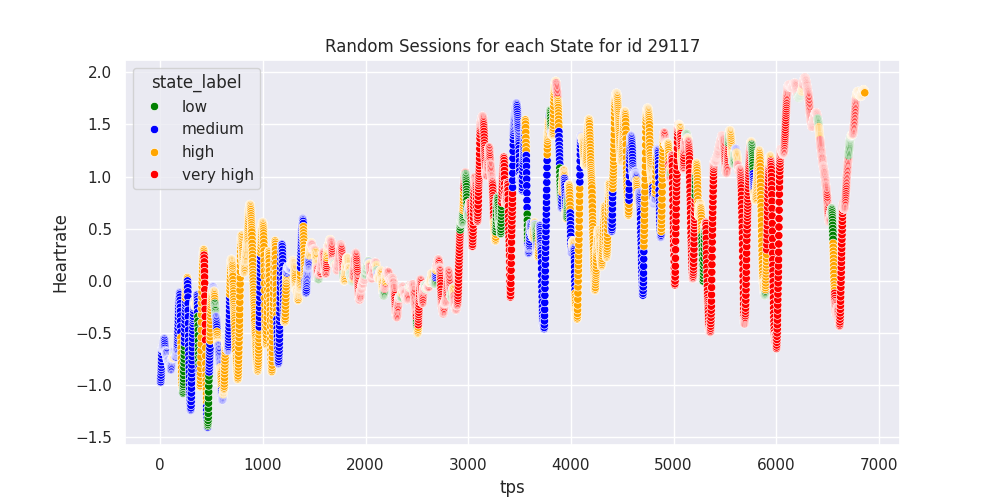 Random Sessions for each State for id 29117
2.0
1.5
1.0
0.5
0.0
−0.5
−1.0
−1.5
Heartrate
state_label
low
medium
high
very high
0 1000 2000 3000 4000 5000 6000 7000
tps